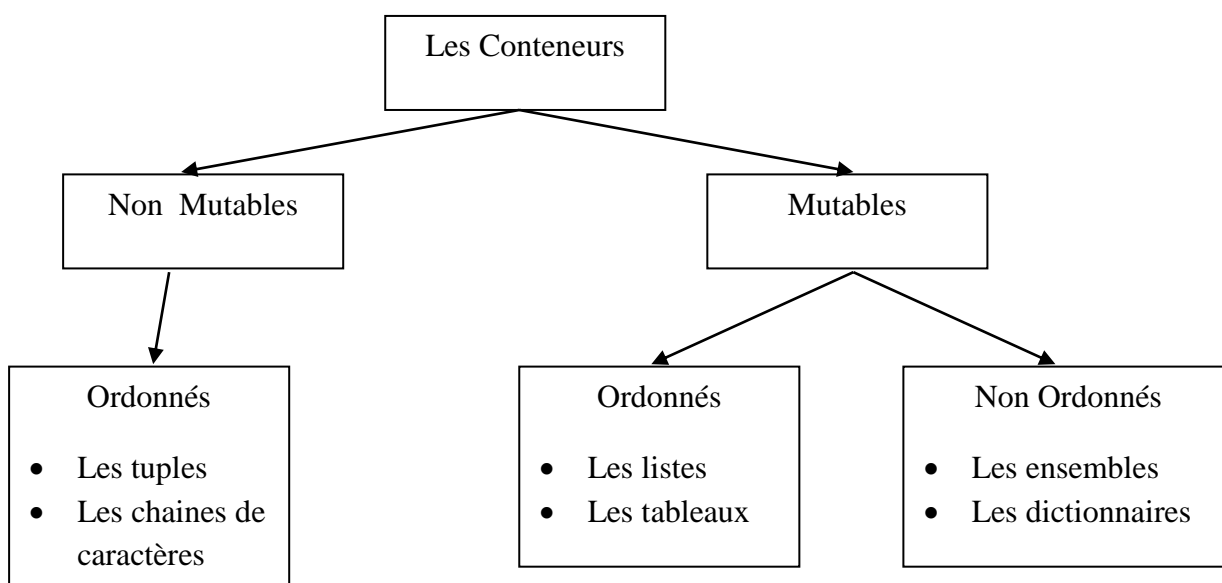 Les Conteneurs
Non Mutables
Mutables
Ordonnés
• Les tuples
• Les chaines de
caractères
Ordonnés
• Les listes
• Les tableaux
Non Ordonnés
• Les ensembles
• Les dictionnaires